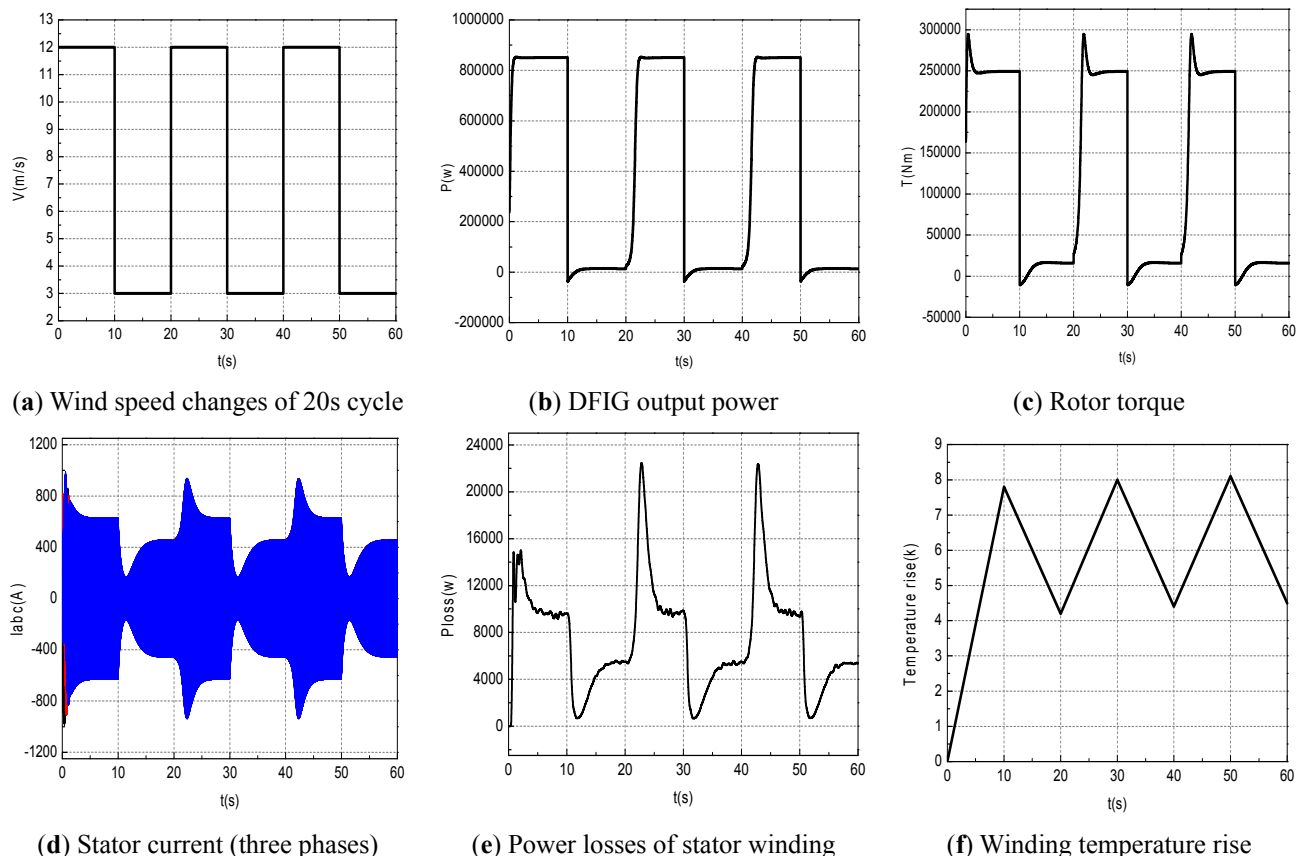 13
12
11
10
9
8
7
6
5
4
3
2
V(m/s)
0 10 20 30 40 50 60
t(s)
(a) Wind speed changes of 20s cycle
1000000
800000
600000
400000
200000
0
-200000
P(w)
0 10 20 30 40 50 60
t(s)
(b) DFIG output power
300000
250000
200000
150000
100000
50000
0
-50000
T(Nm)
0 10 20 30 40 50 60
t(s)
(c) Rotor torque
1200
800
400
0
-400
-800
-1200
Iabc(A)
0 10 20 30 40 50 60
t(s)
(d) Stator current (three phases)
24000
20000
16000
12000
8000
4000
0
Ploss(w)
0 10 20 30 40 50 60
t(s)
(e) Power losses of stator winding
9
8
7
6
5
4
3
2
1
0
Temperature rise(k)
0 10 20 30 40 50 60
t(s)
(f) Winding temperature rise